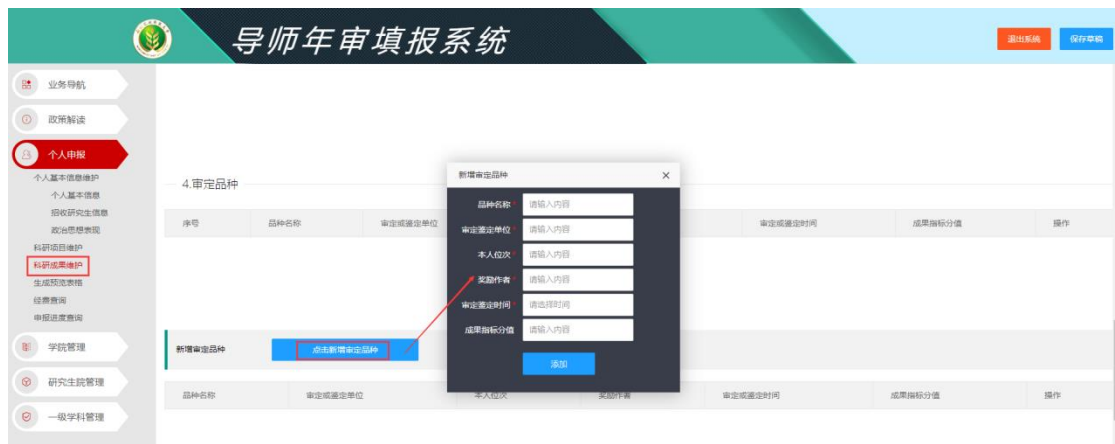 导师年审填报系统
退出系统 保存草稿
业务导航
政策解读
个人申报
个人基本信息维护
个人基本信息
招收研究生信息
政治思想表现
科研项目维护
科研成果维护
生成预览表格
经费查询
申报进度查询
学院管理
研究生院管理
一级学科管理
4.审定品种
序号 品种名称 审定或鉴定单位 审定或鉴定时间 成果指标分值 操作
新增审定品种 ×
品种名称* 请输入内容
审定鉴定单位* 请输入内容
本人位次* 请输入内容
奖励作者* 请输入内容
审定鉴定时间* 请选择时间
成果指标分值 请输入内容
添加
新增审定品种 点击新增审定品种
品种名称 审定或鉴定单位 本人位次 奖励作者 审定或鉴定时间 成果指标分值 操作